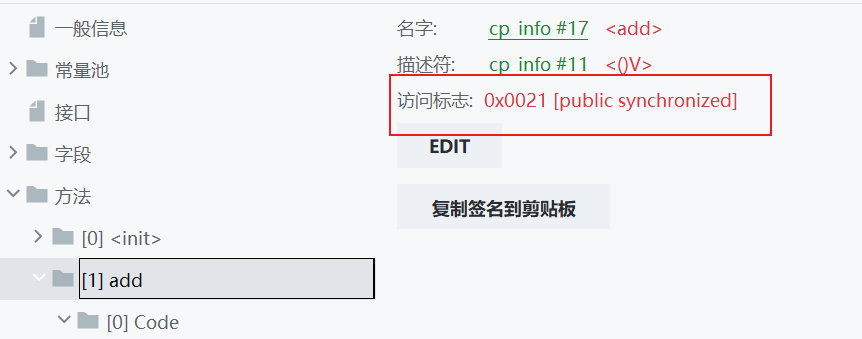 一般信息
常量池
接口
字段
方法
[0] <init>
[1] add
[0] Code
名字: cp_info #17 <add>
描述符: cp_info #11 <()V>
访问标志: 0x0021 [public synchronized]
EDIT
复制签名到剪贴板